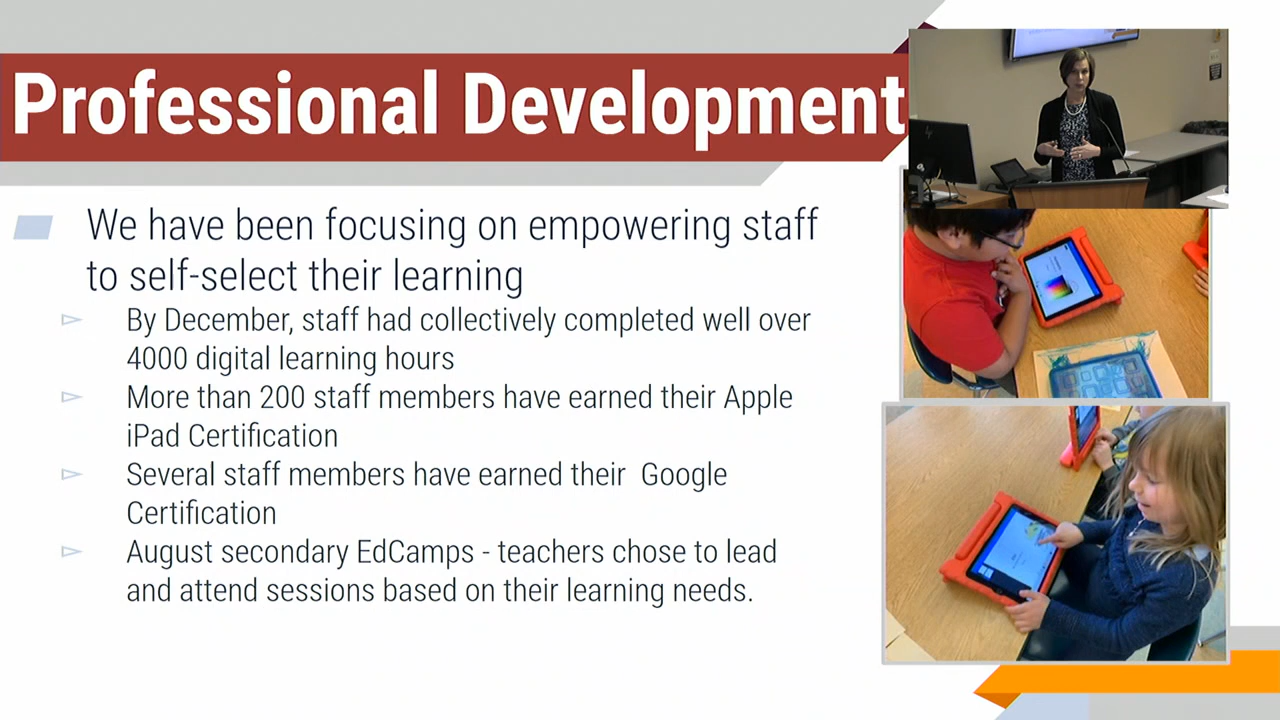 Professional Development
We have been focusing on empowering staff
to self-select their learning
By December, staff had collectively completed well over
4000 digital learning hours
More than 200 staff members have earned their Apple
iPad Certification
Several staff members have earned their Google
Certification
August secondary EdCamps - teachers chose to lead
and attend sessions based on their learning needs.